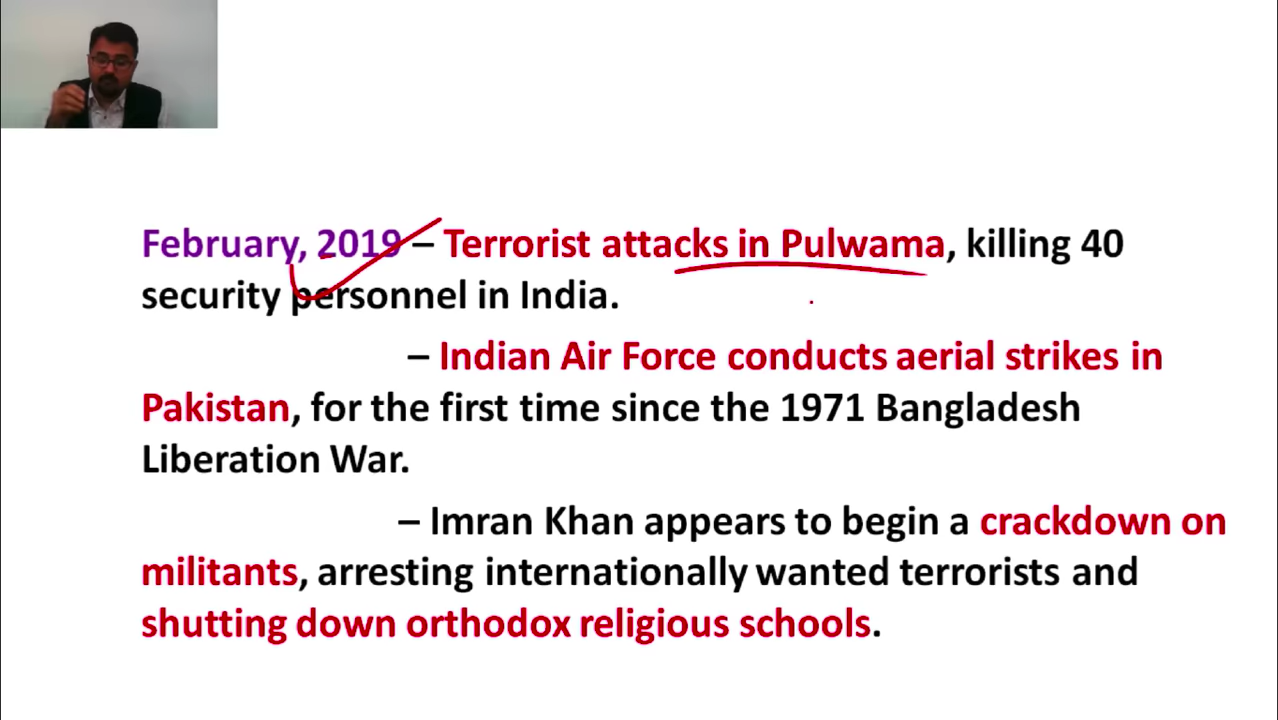 February, 2019 – Terrorist attacks in Pulwama, killing 40
security personnel in India.
– Indian Air Force conducts aerial strikes in
Pakistan, for the first time since the 1971 Bangladesh
Liberation War.
– Imran Khan appears to begin a crackdown on
militants, arresting internationally wanted terrorists and
shutting down orthodox religious schools.